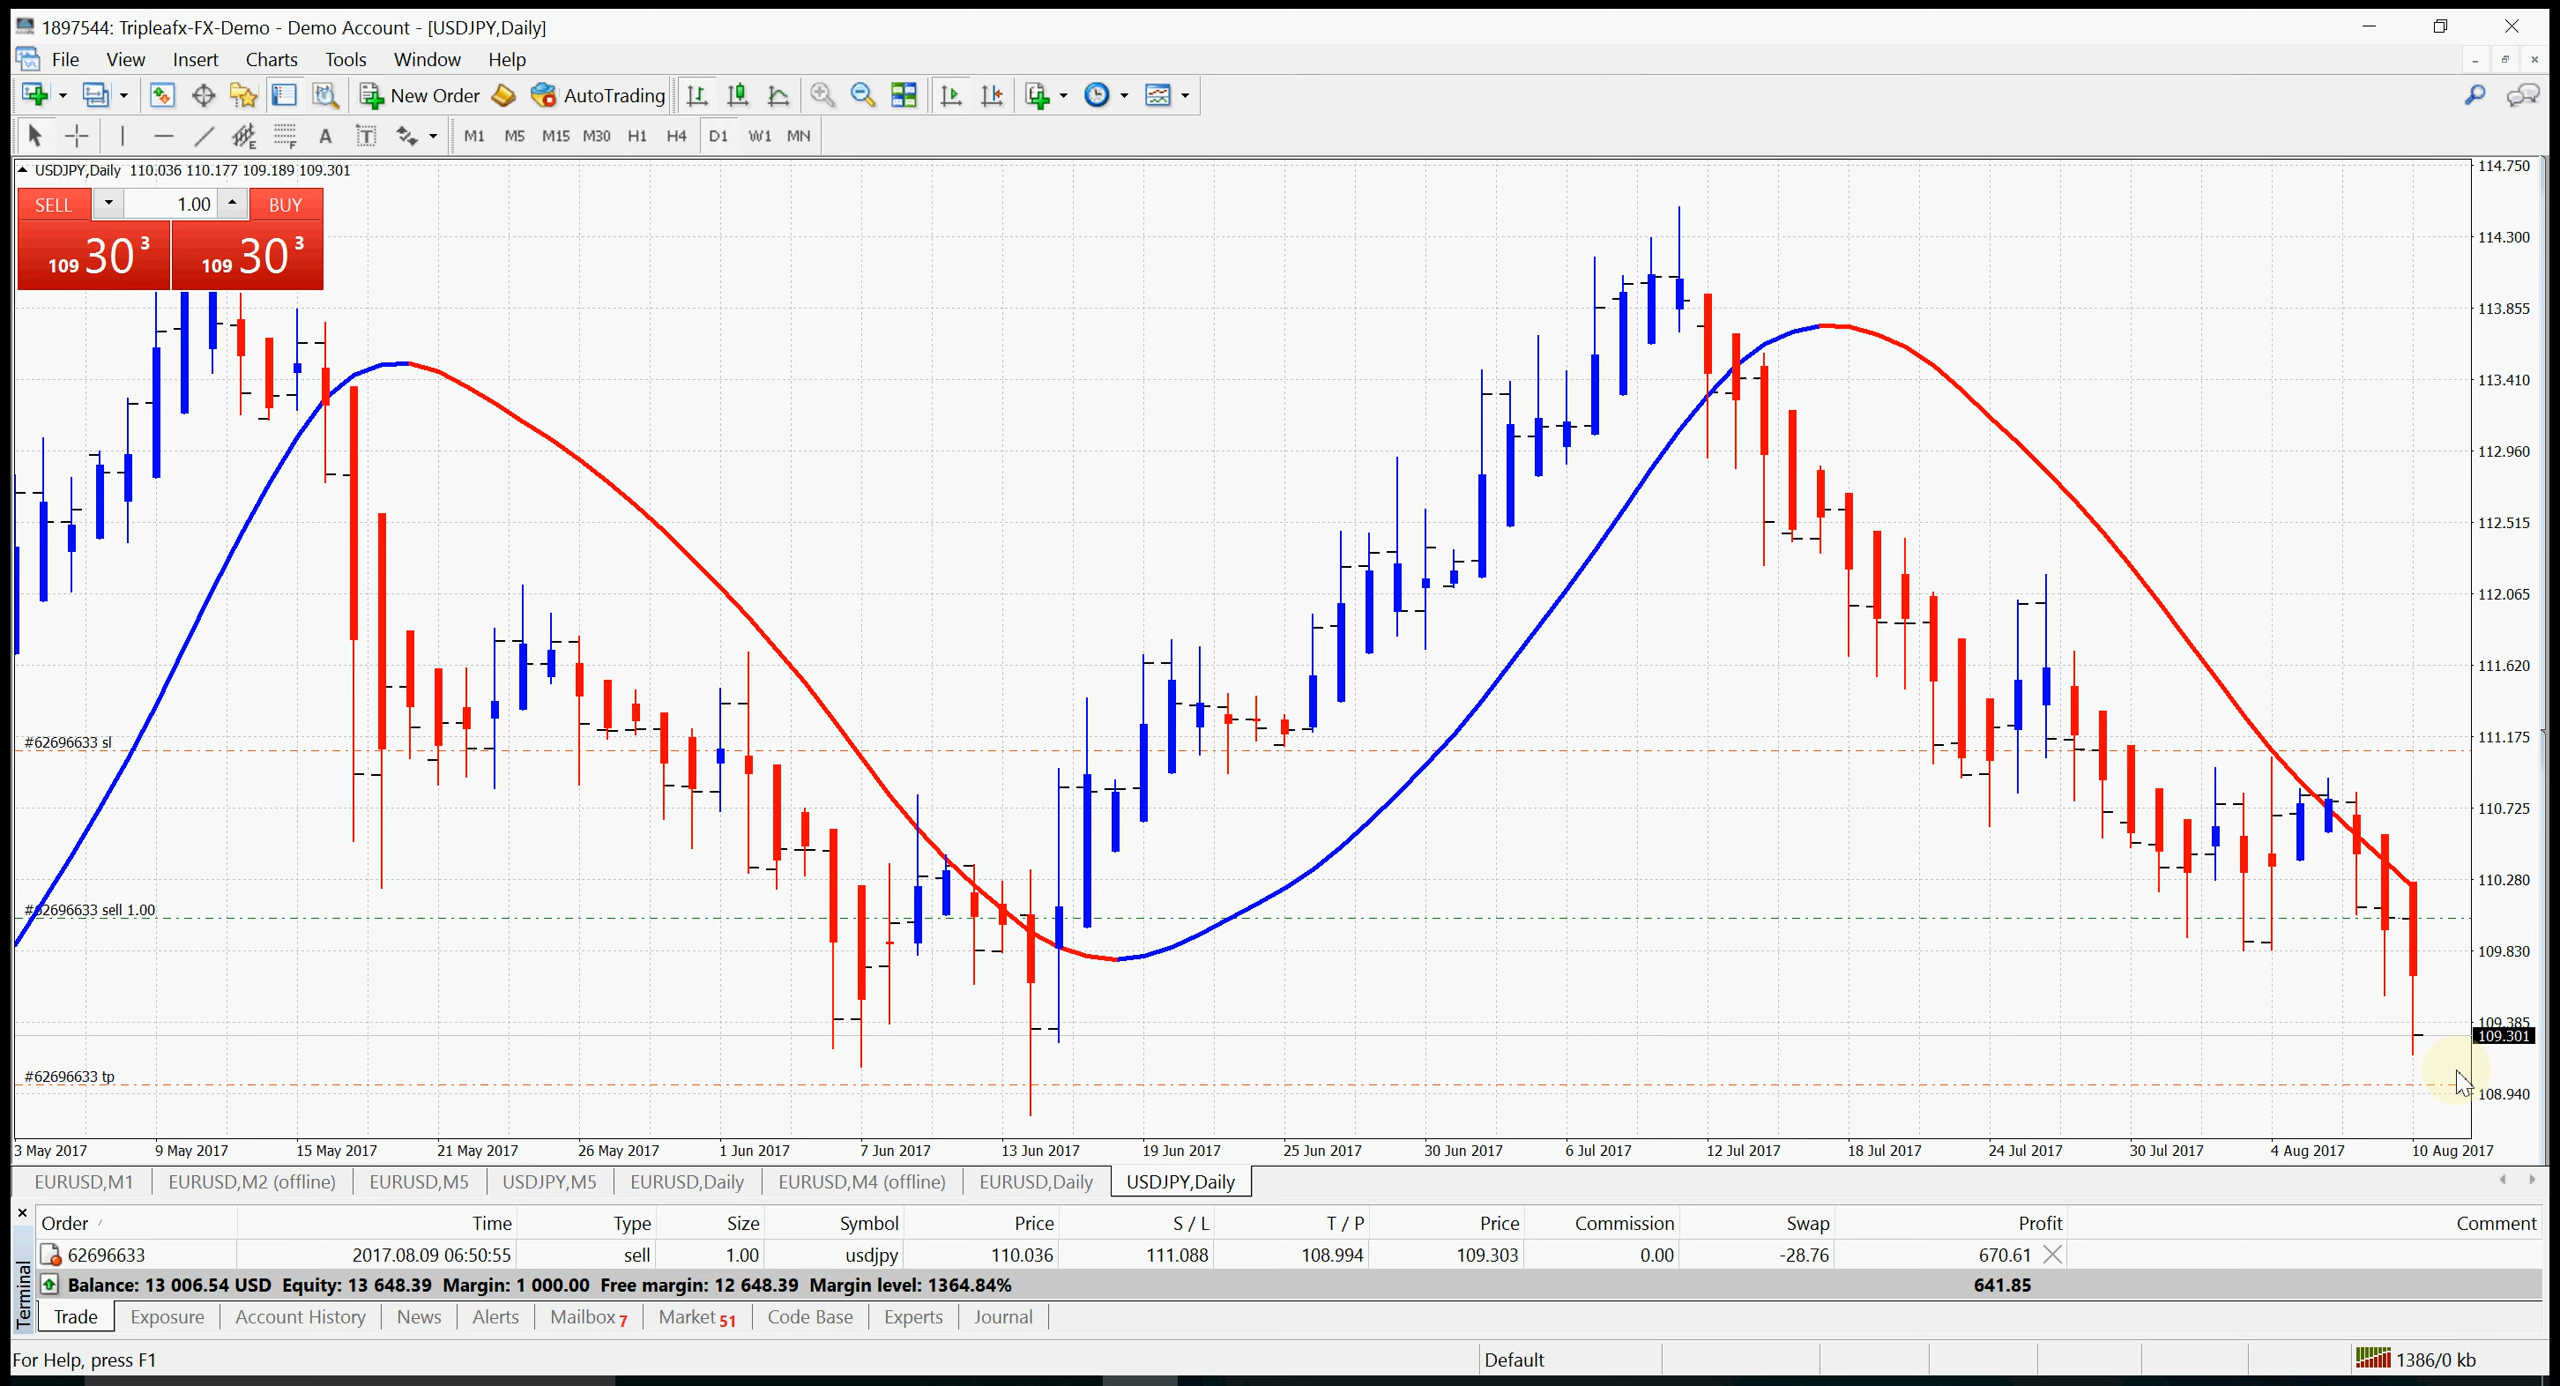 1897544: Tripleafx-FX-Demo - Demo Account - [USDJPY,Daily]
File View Insert Charts Tools Window Help
New Order AutoTrading
E F A T M1 M5 M15 M30 H1 H4 D1 W1 MN
USDJPY,Daily 110.036 110.177 109.189 109.301
SELL 1.00 BUY
109 30 3 109 30 3
114.750
114.300
113.855
113.410
112.960
112.515
112.065
111.620
#62696633 sl
111.175
110.725
110.280
#62696633 sell 1.00
109.830
109.385
109.301
#62696633 tp
108.940
3 May 2017 9 May 2017 15 May 2017 21 May 2017 26 May 2017 1 Jun 2017 7 Jun 2017 13 Jun 2017 19 Jun 2017 25 Jun 2017 30 Jun 2017 6 Jul 2017 12 Jul 2017 18 Jul 2017 24 Jul 2017 30 Jul 2017 4 Aug 2017 10 Aug 2017
EURUSD,M1 EURUSD,M2 (offline) EURUSD,M5 USDJPY,M5 EURUSD,Daily EURUSD,M4 (offline) EURUSD,Daily USDJPY,Daily
Order / Time Type Size Symbol Price S / L T / P Price Commission Swap Profit Comment
62696633 2017.08.09 06:50:55 sell 1.00 usdjpy 110.036 111.088 108.994 109.303 0.00 -28.76 670.61
Balance: 13 006.54 USD Equity: 13 648.39 Margin: 1 000.00 Free margin: 12 648.39 Margin level: 1364.84% 641.85
Terminal
Trade Exposure Account History News Alerts Mailbox 7 Market 51 Code Base Experts Journal
For Help, press F1 Default 1386/0 kb